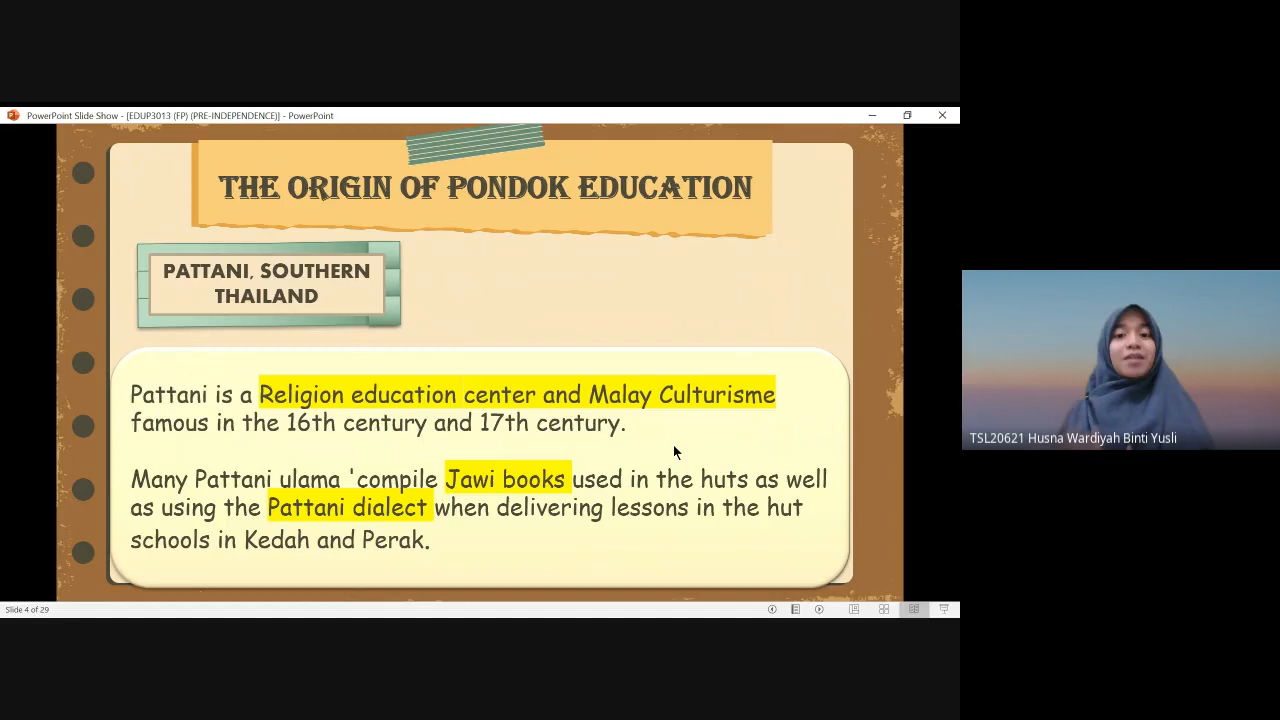 PowerPoint Slide Show - [EDUP3013 (FP) (PRE-INDEPENDENCE)] - PowerPoint
THE ORIGIN OF PONDOK EDUCATION
PATTANI, SOUTHERN
THAILAND
Pattani is a Religion education center and Malay Culturisme
famous in the 16th century and 17th century.
Many Pattani ulama 'compile Jawi books used in the huts as well
as using the Pattani dialect when delivering lessons in the hut
schools in Kedah and Perak.
TSL20621 Husna Wardiyah Binti Yusli
Slide 4 of 29